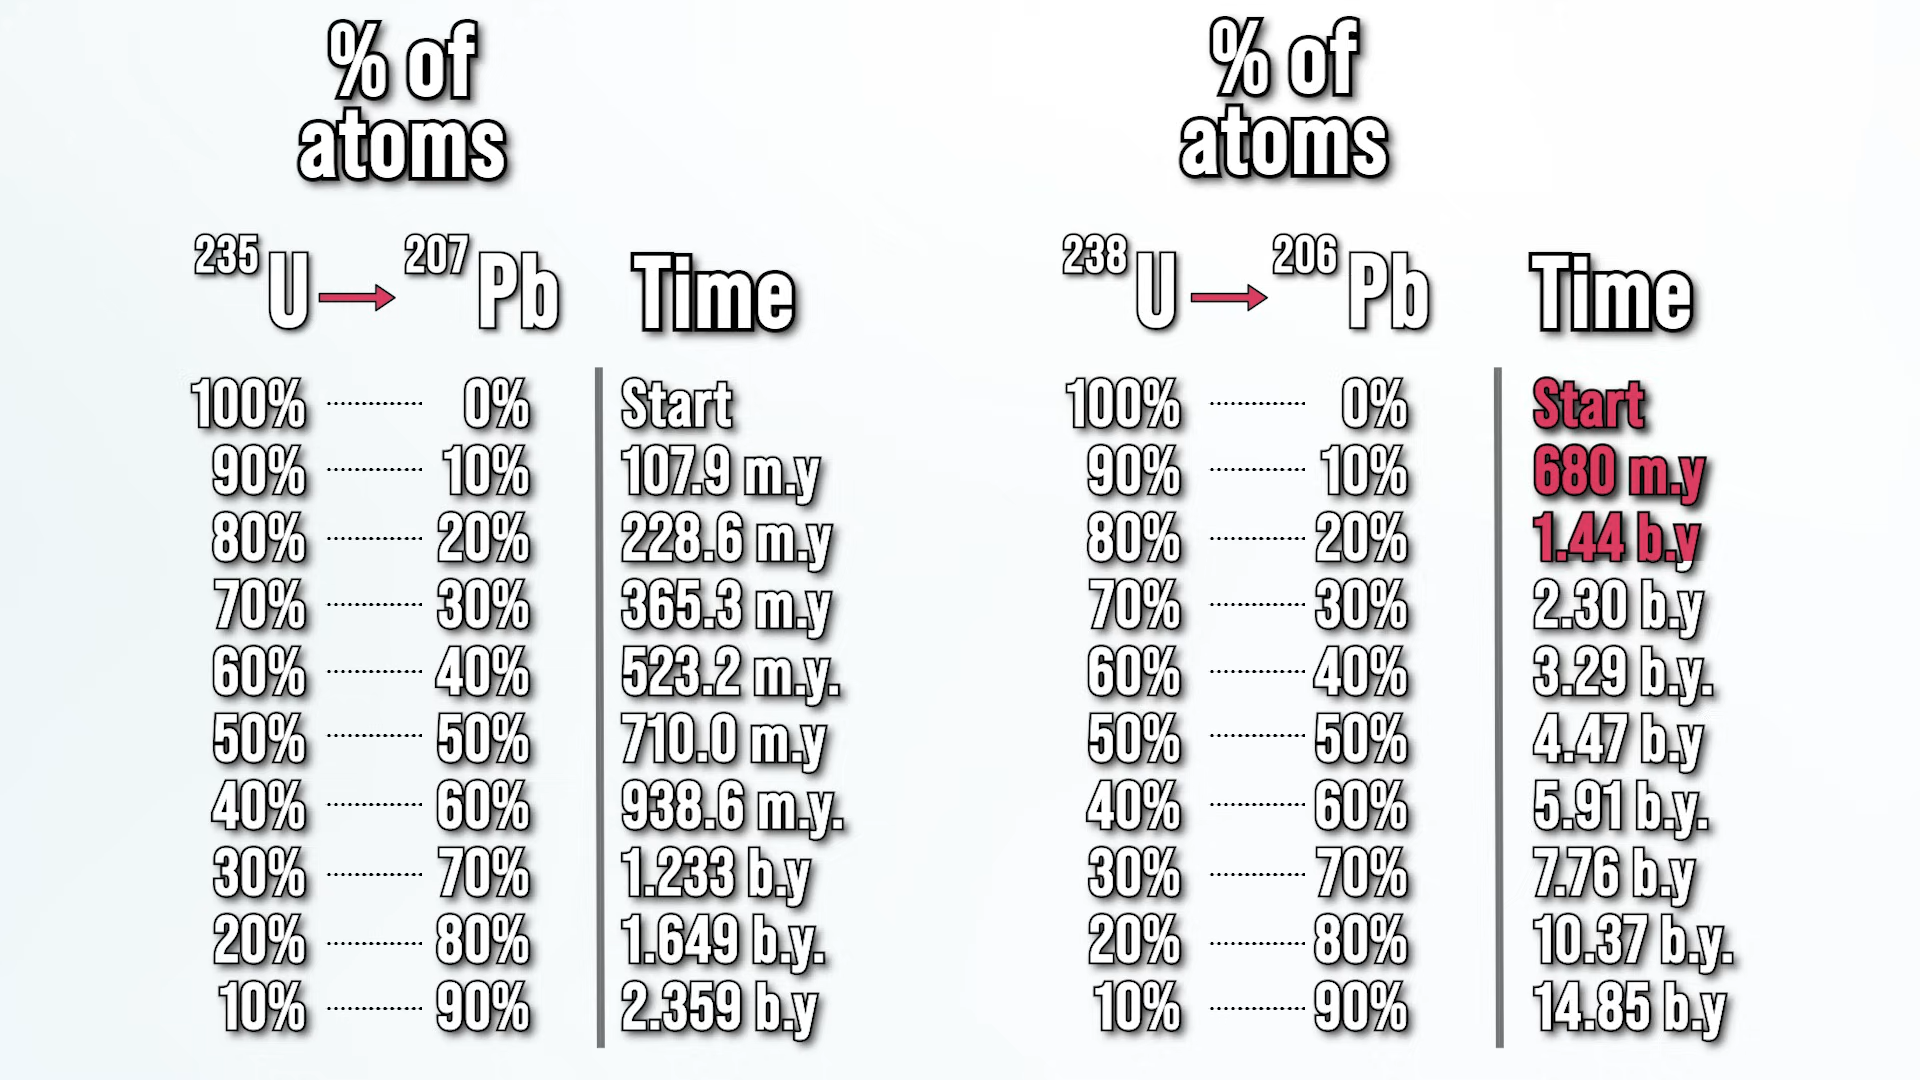 % of
atoms
235U 207Pb Time
100% 0% Start
90% 10% 107.9 m.y
80% 20% 228.6 m.y
70% 30% 365.3 m.y
60% 40% 523.2 m.y.
50% 50% 710.0 m.y
40% 60% 938.6 m.y.
30% 70% 1.233 b.y
20% 80% 1.649 b.y.
10% 90% 2.359 b.y
% of
atoms
238U 206Pb Time
100% 0% Start
90% 10% 680 m.y
80% 20% 1.44 b.y
70% 30% 2.30 b.y
60% 40% 3.29 b.y.
50% 50% 4.47 b.y
40% 60% 5.91 b.y.
30% 70% 7.76 b.y
20% 80% 10.37 b.y.
10% 90% 14.85 b.y